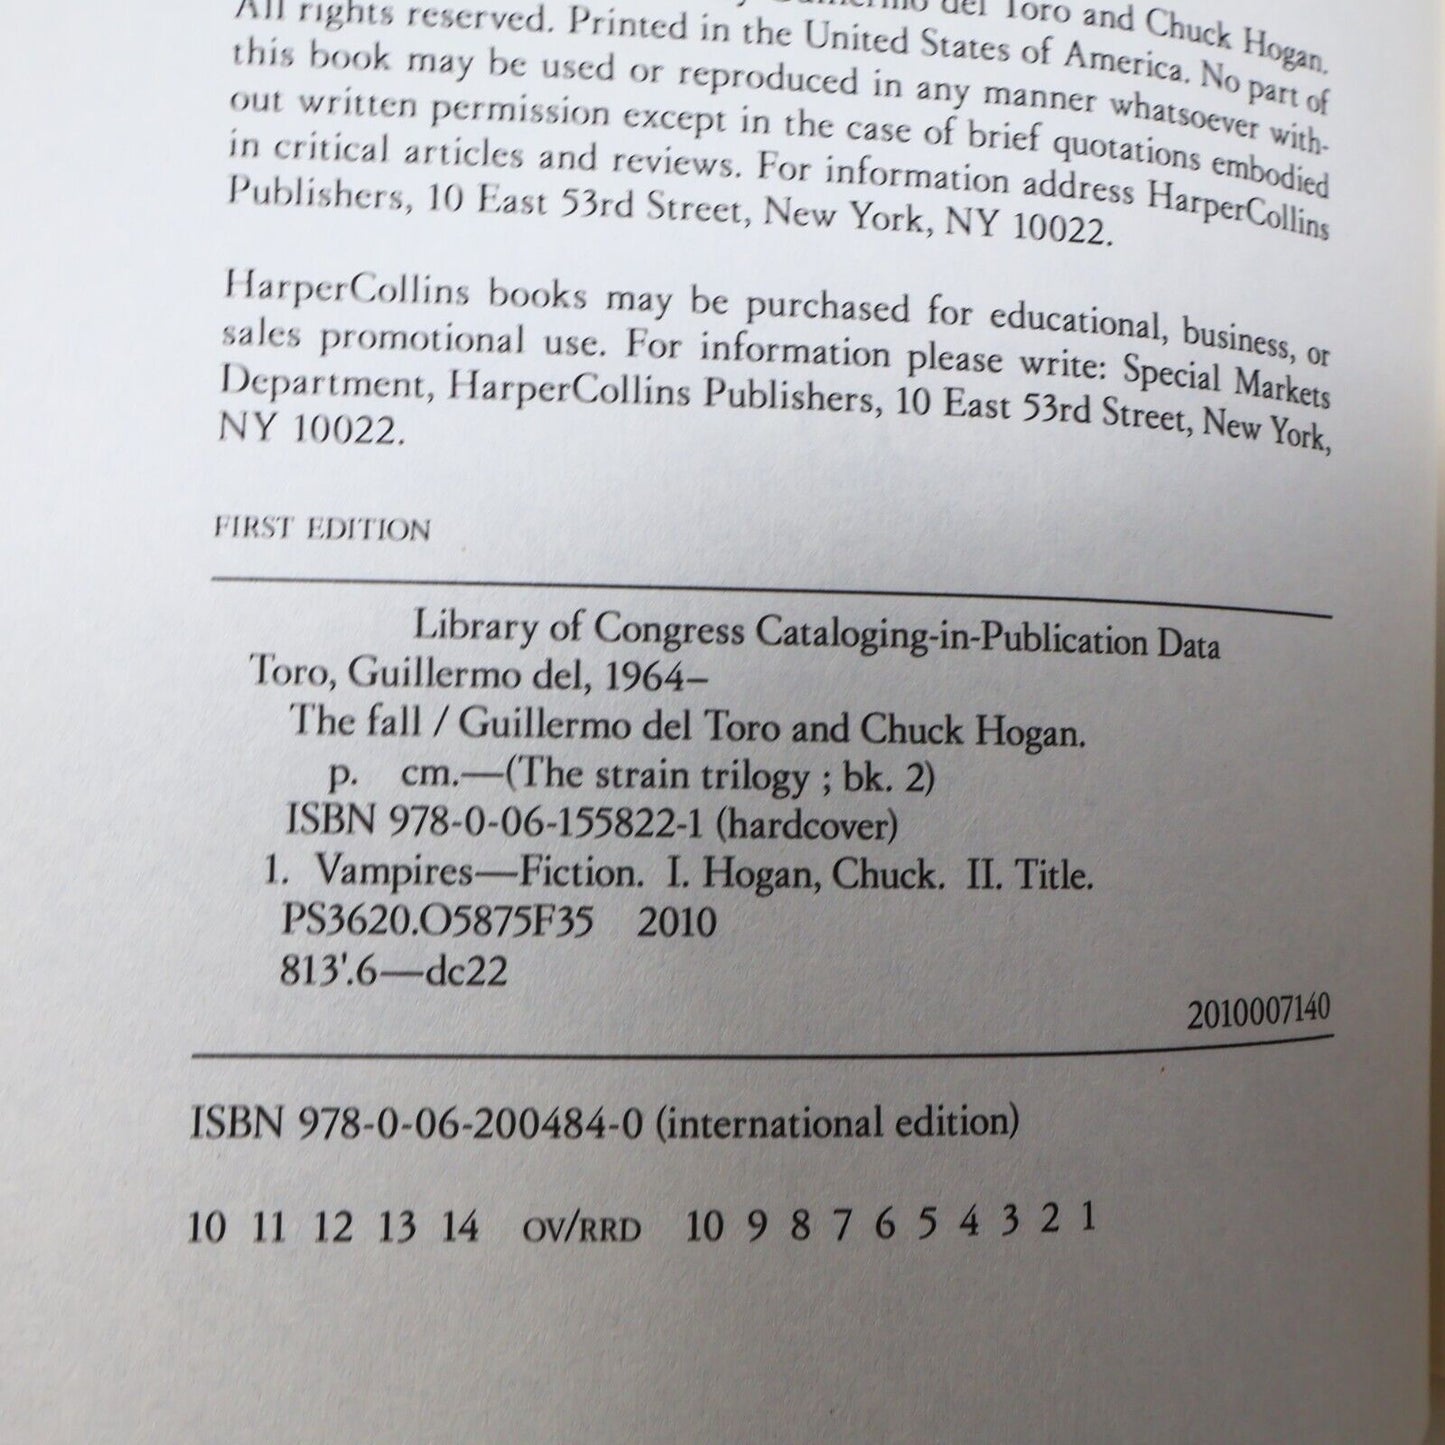 del Toro and Chuck Hogan.
All rights reserved. Printed in the United States of America. No part of
this book may be used or reproduced in any manner whatsoever with-
out written permission except in the case of brief quotations embodied
in critical articles and reviews. For information address HarperCollins
Publishers, 10 East 53rd Street, New York, NY 10022.
HarperCollins books may be purchased for educational, business, or
sales promotional use. For information please write: Special Markets
Department, HarperCollins Publishers, 10 East 53rd Street, New York,
NY 10022.
FIRST EDITION
Library of Congress Cataloging-in-Publication Data
Toro, Guillermo del, 1964–
The fall / Guillermo del Toro and Chuck Hogan.
p. cm.—(The strain trilogy ; bk. 2)
ISBN 978-0-06-155822-1 (hardcover)
1. Vampires—Fiction. I. Hogan, Chuck. II. Title.
PS3620.O5875F35 2010
813'.6—dc22
2010007140
ISBN 978-0-06-200484-0 (international edition)
10 11 12 13 14 OV/RRD 10 9 8 7 6 5 4 3 2 1